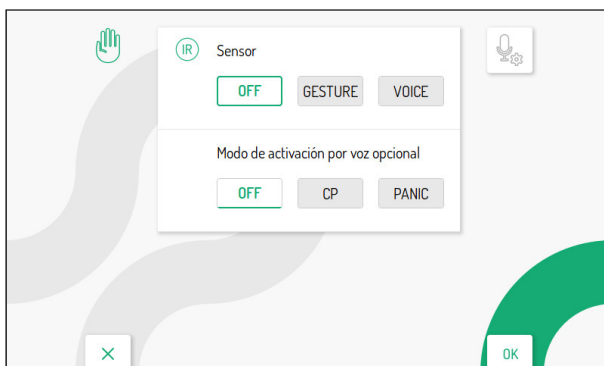 IR Sensor
OFF GESTURE VOICE
Modo de activación por voz opcional
OFF CP PANIC
OK